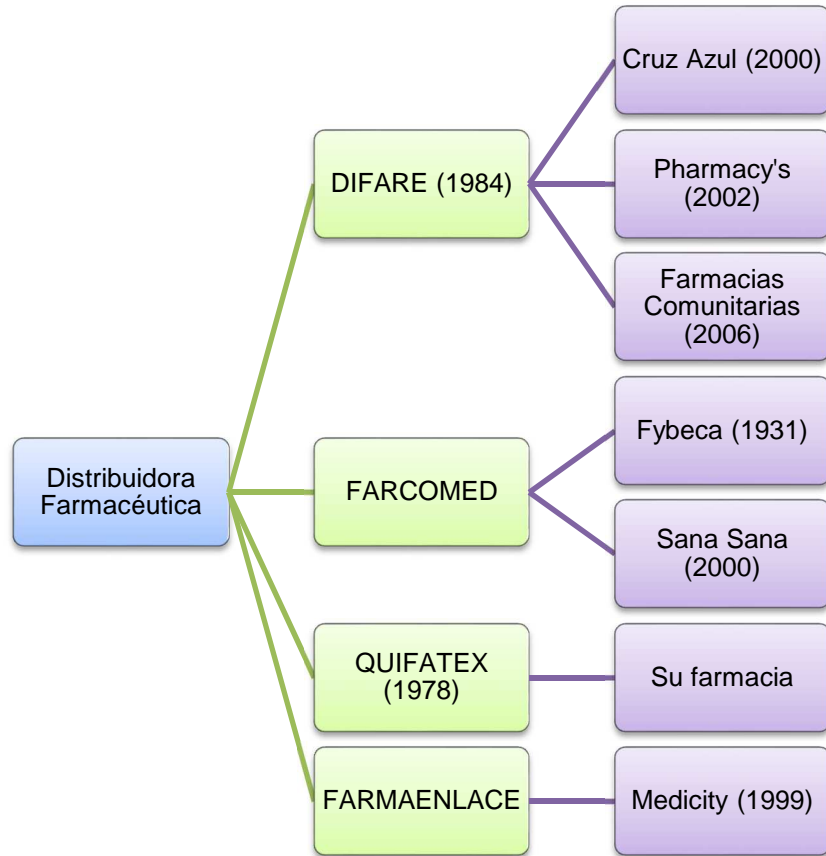 Distribuidora
Farmacéutica
DIFARE (1984)
Cruz Azul (2000)
Pharmacy's
(2002)
Farmacias
Comunitarias
(2006)
FARCOMED
Fybeca (1931)
Sana Sana
(2000)
QUIFATEX
(1978)
Su farmacia
FARMAENLACE
Medicity (1999)